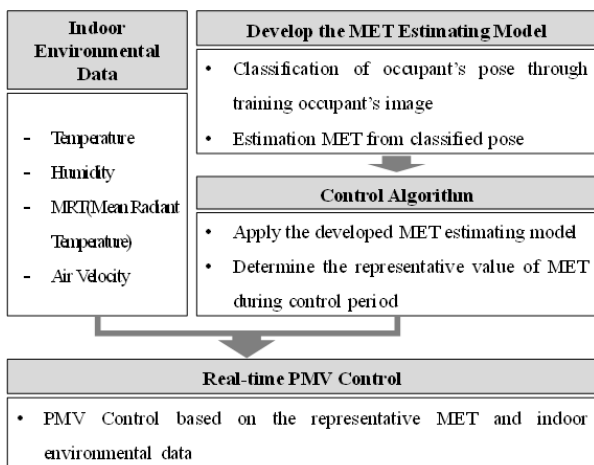 Indoor
Environmental
Data
- Temperature
- Humidity
- MRT(Mean Radiant
Temperature)
- Air Velocity
Develop the MET Estimating Model
• Classification of occupant's pose through
training occupant's image
• Estimation MET from classified pose
Control Algorithm
• Apply the developed MET estimating model
• Determine the representative value of MET
during control period
Real-time PMV Control
• PMV Control based on the representative MET and indoor
environmental data